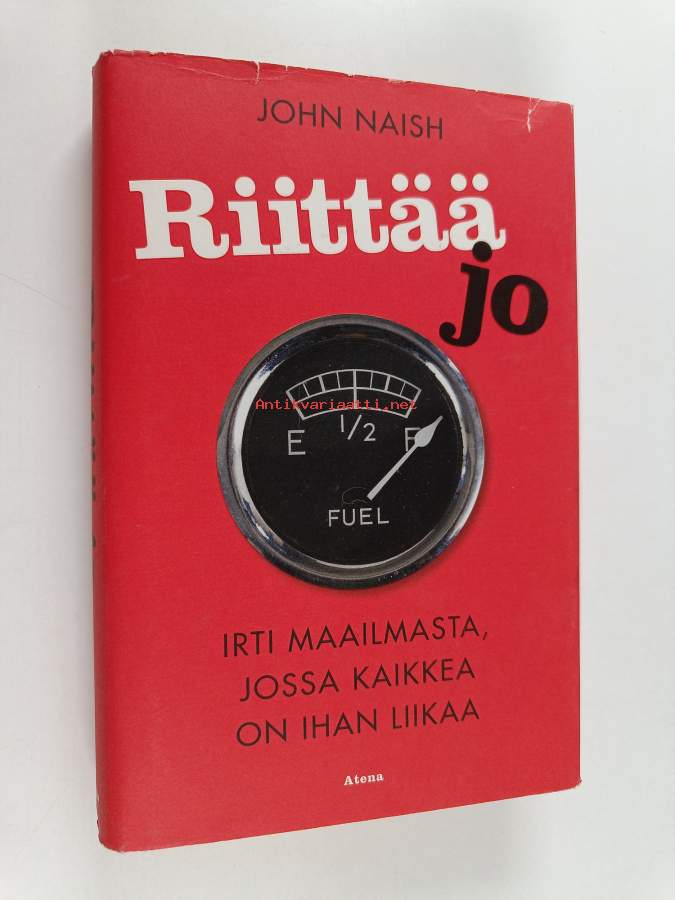 JOHN NAISH
Riittää
jo
Antikvariaatti.net
1/2
E F
FUEL
IRTI MAAILMASTA,
JOSSA KAIKKEA
ON IHAN LIIKAA
Atena